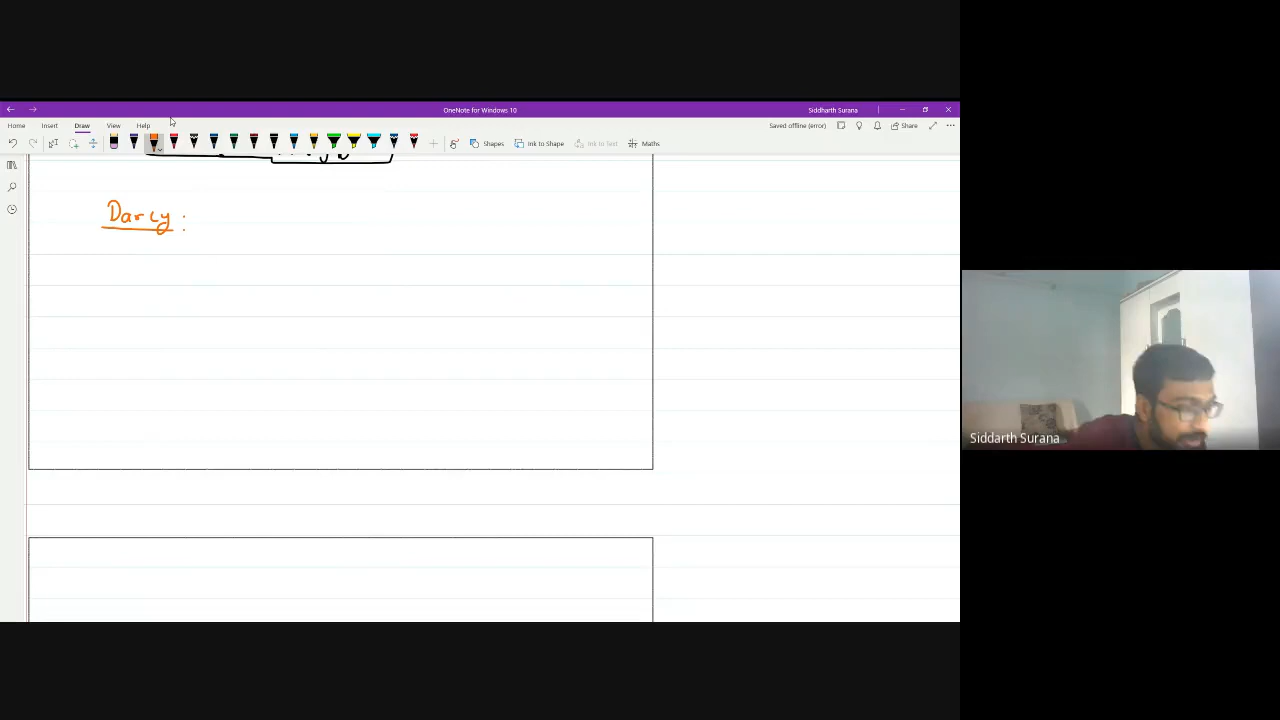 OneNote for Windows 10
Siddharth Surana
Home Insert Draw View Help
Saved offline (error)
Share
Shapes
Ink to Shape
Ink to Text
Maths
Darcy :
Siddarth Surana